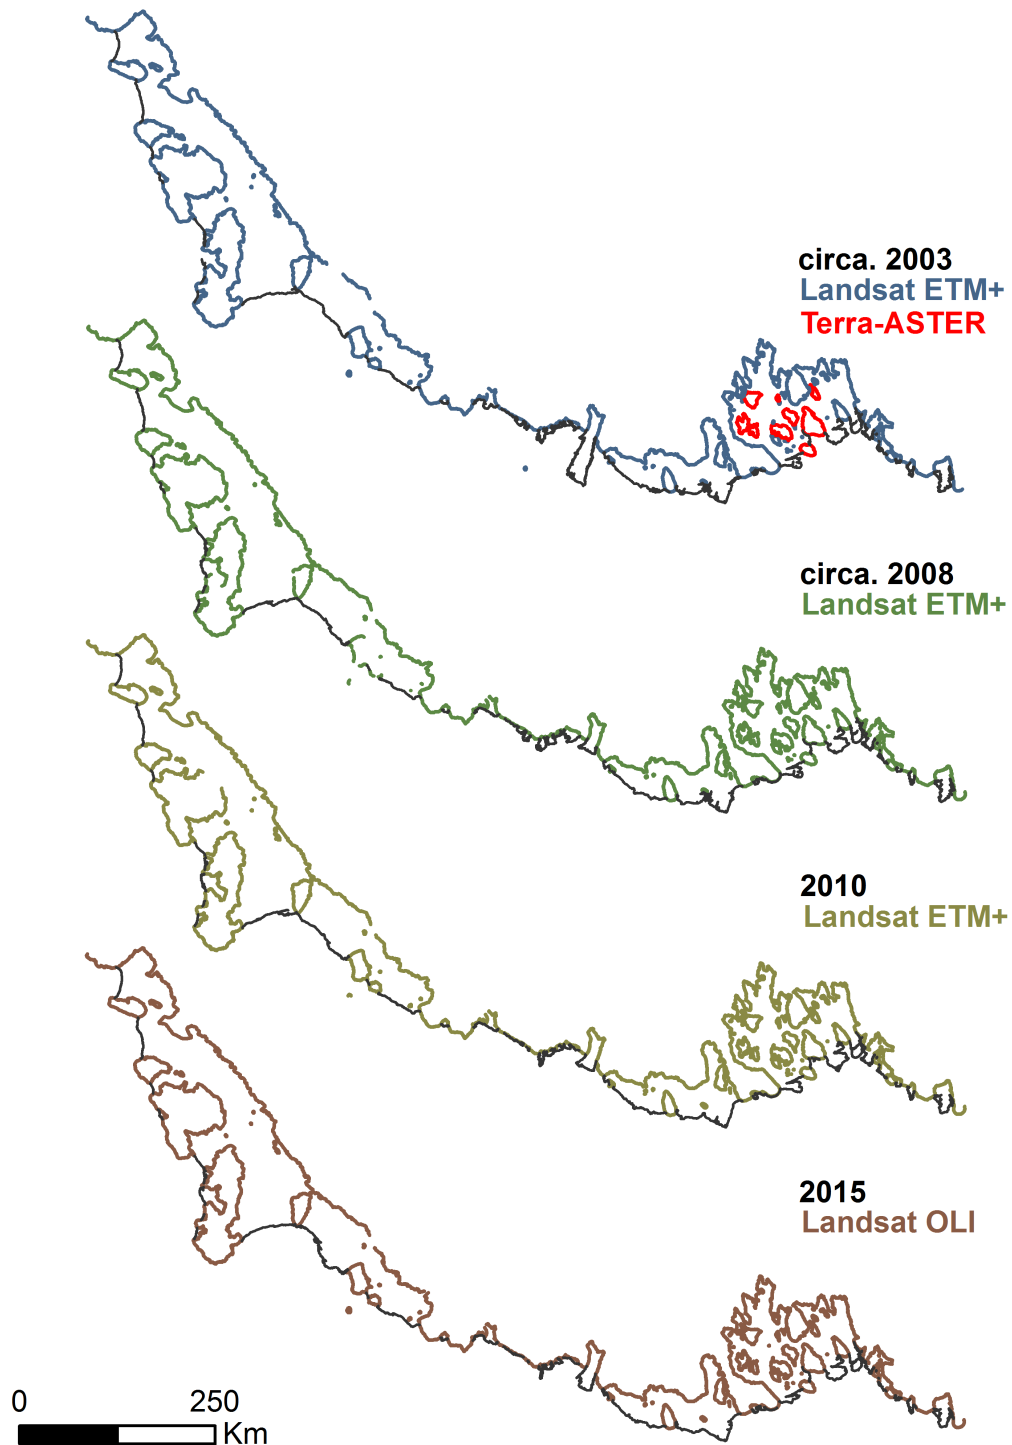 circa. 2003
Landsat ETM+
Terra-ASTER
circa. 2008
Landsat ETM+
2010
Landsat ETM+
2015
Landsat OLI
0 250
Km